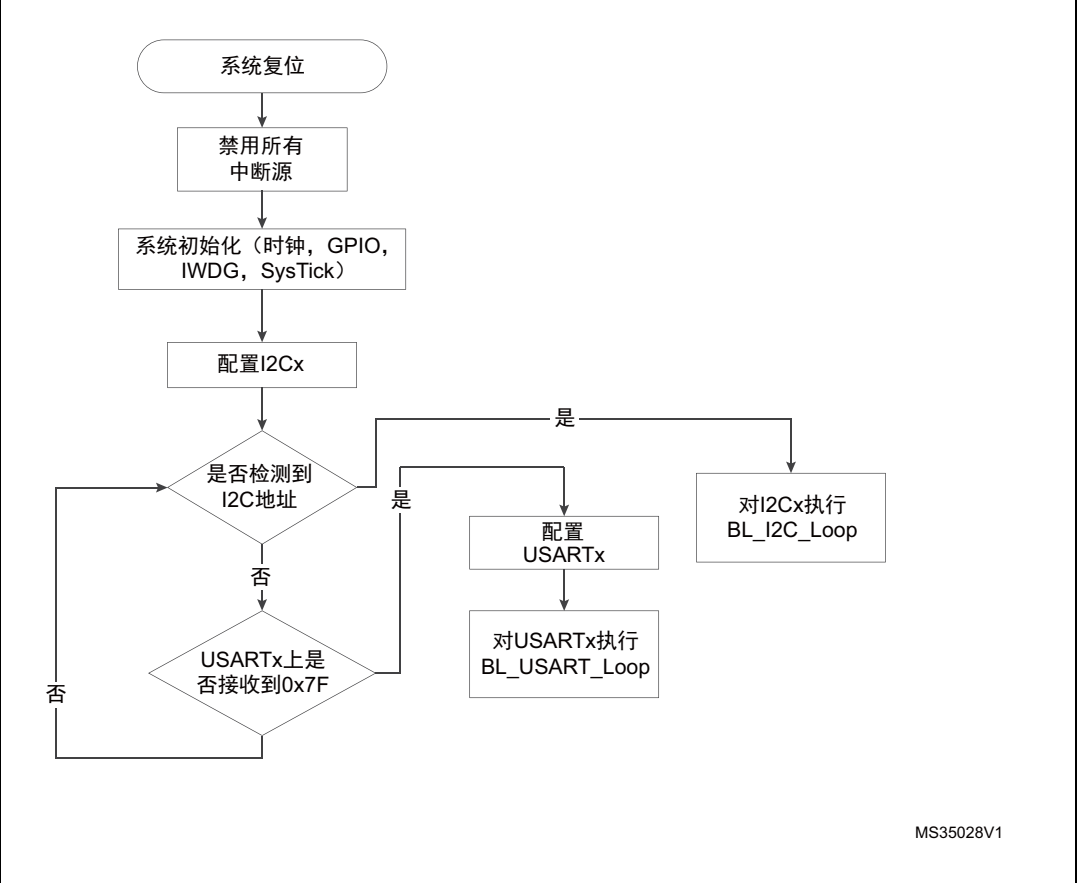 系统复位
禁用所有
中断源
系统初始化（时钟，GPIO，
IWDG，SysTick）
配置I2Cx
是否检测到
I2C地址
是
对I2Cx执行
BL_I2C_Loop
是
配置
USARTx
对USARTx执行
BL_USART_Loop
否
USARTx上是
否接收到0x7F
否
MS35028V1